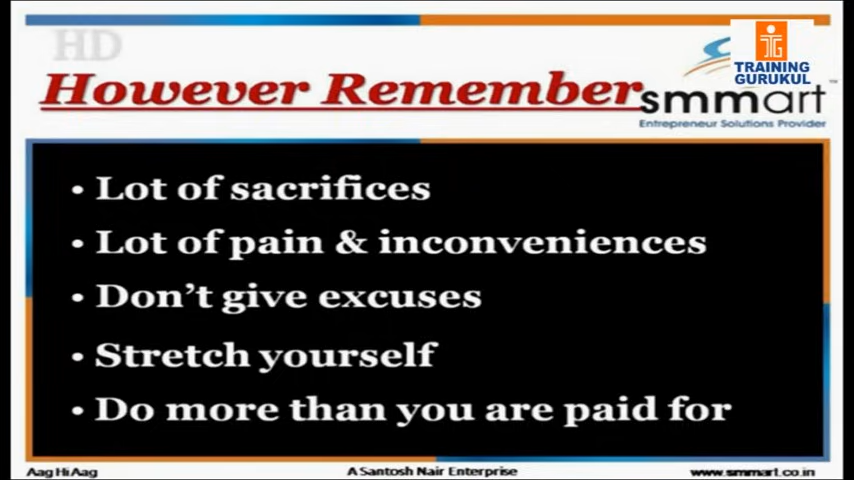 HD
TRAINING
GURUKUL
However Remember
smmart
Entrepreneur Solutions Provider
• Lot of sacrifices
• Lot of pain & inconveniences
• Don't give excuses
• Stretch yourself
• Do more than you are paid for
Aag Hi Aag
A Santosh Nair Enterprise
www.smmart.co.in